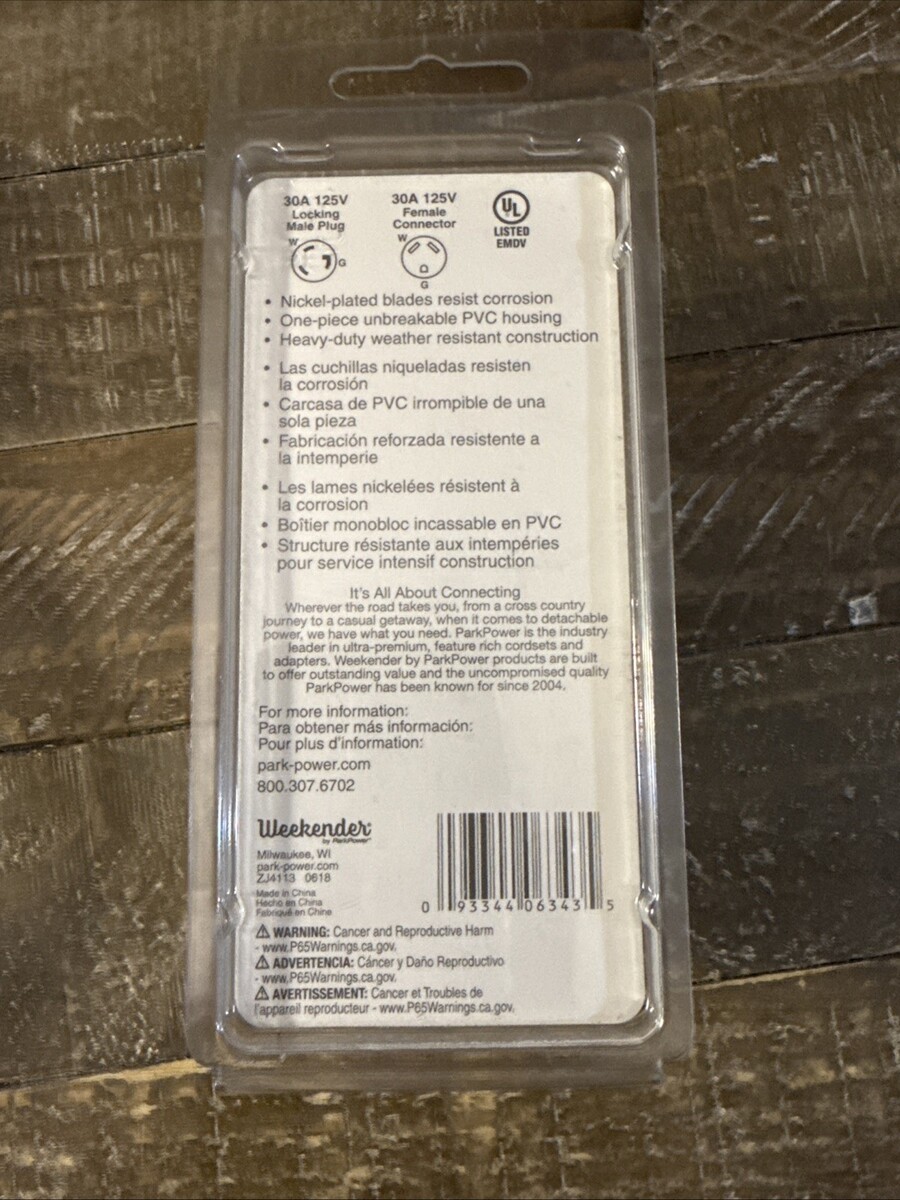 30A 125V
Locking
Male Plug
W
G
30A 125V
Female
Connector
W
G
UL
LISTED
EMDV
• Nickel-plated blades resist corrosion
• One-piece unbreakable PVC housing
• Heavy-duty weather resistant construction
• Las cuchillas niqueladas resisten
la corrosión
• Carcasa de PVC irrompible de una
sola pieza
• Fabricación reforzada resistente a
la intemperie
• Les lames nickelées résistent à
la corrosion
• Boîtier monobloc incassable en PVC
• Structure résistante aux intempéries
pour service intensif construction
It's All About Connecting
Wherever the road takes you, from a cross country
journey to a casual getaway, when it comes to detachable
power, we have what you need. ParkPower is the industry
leader in ultra-premium, feature rich cordsets and
adapters. Weekender by ParkPower products are built
to offer outstanding value and the uncompromised quality
ParkPower has been known for since 2004.
For more information:
Para obtener más información:
Pour plus d'information:
park-power.com
800.307.6702
Weekender
by ParkPower
Milwaukee, WI
park-power.com
ZJ4113 0618
Made in China
Hecho en China
Fabriqué en Chine
0 93344 06343 5
⚠ WARNING: Cancer and Reproductive Harm
- www.P65Warnings.ca.gov.
⚠ ADVERTENCIA: Cáncer y Daño Reproductivo
- www.P65Warnings.ca.gov.
⚠ AVERTISSEMENT: Cancer et Troubles de
l'appareil reproducteur - www.P65Warnings.ca.gov.